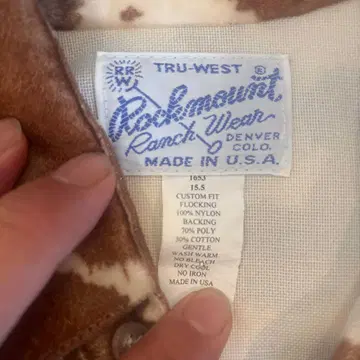 TRU-WEST ®
RR
W
Rockmount
Ranch Wear
DENVER
COLO.
MADE IN U.S.A.
1653
15.5
CUSTOM FIT
FLOCKING
100% NYLON
BACKING
70% POLY
30% COTTON
GENTLE
WASH WARM
NO BLEACH
DRY COOL
NO IRON
MADE IN USA